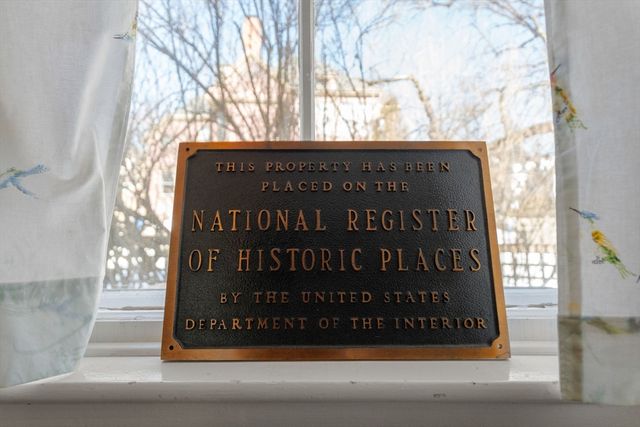 THIS PROPERTY HAS BEEN
PLACED ON THE
NATIONAL REGISTER
OF HISTORIC PLACES
BY THE UNITED STATES
DEPARTMENT OF THE INTERIOR